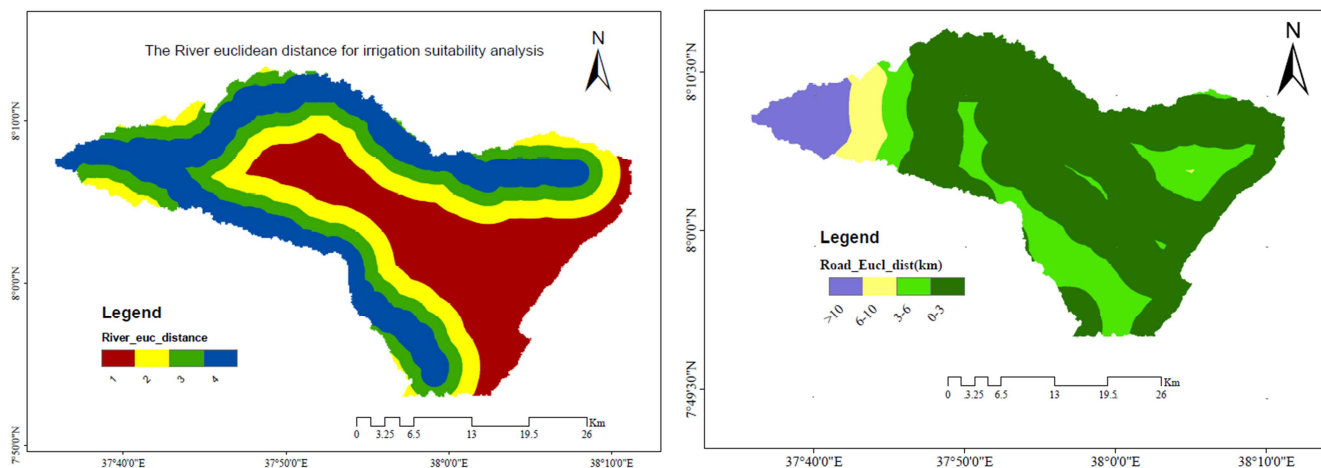 The River euclidean distance for irrigation suitability analysis
N
8°10'0"N
8°0'0"N
7°50'0"N
Legend
River_euc_distance
1 2 3 4
Km
0 3.25 6.5 13 19.5 26
37°40'0"E 37°50'0"E 38°0'0"E 38°10'0"E
N
8°10'30"N
8°0'0"N
7°49'30"N
Legend
Road_Eucl_dist(km)
>10 6-10 3-6 0-3
Km
0 3.25 6.5 13 19.5 26
37°40'0"E 37°50'0"E 38°0'0"E 38°10'0"E